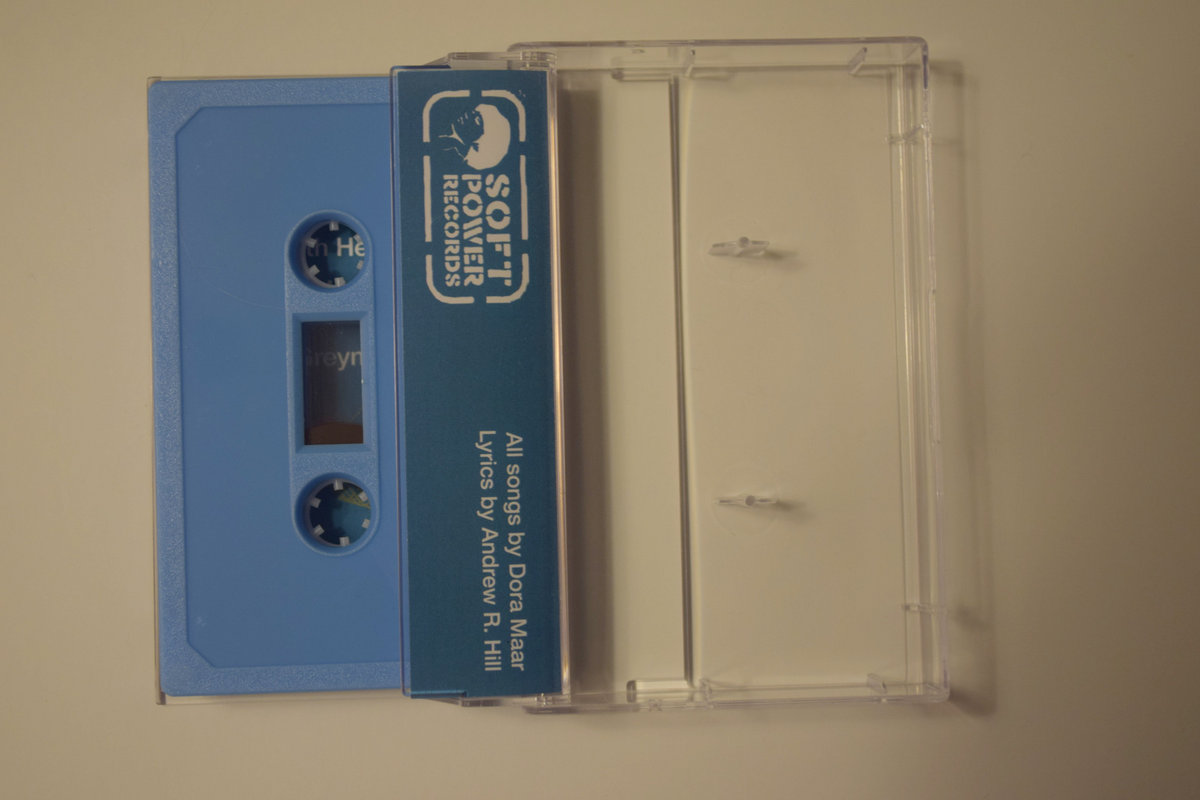 SOFT
POWER
RECORDS
All songs by Dora Maar
Lyrics by Andrew R. Hill